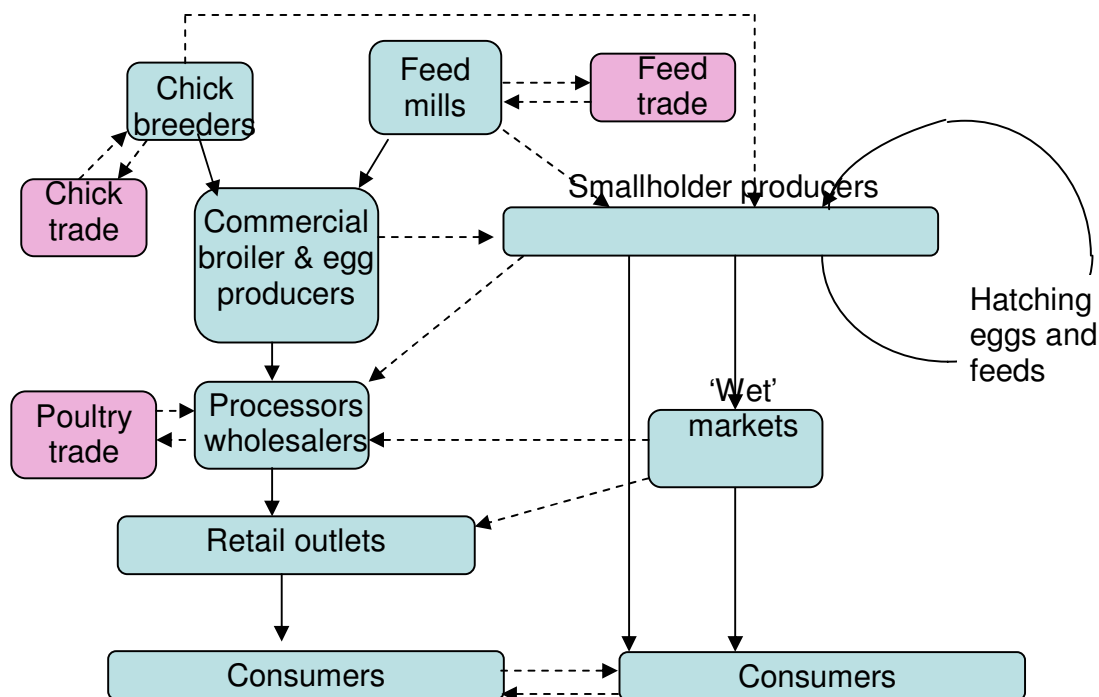 Chick
breeders
Feed
mills
Feed
trade
Chick
trade
Smallholder producers
Commercial
broiler & egg
producers
Hatching
eggs and
feeds
Poultry
trade
Processors
wholesalers
‘Wet’
markets
Retail outlets
Consumers
Consumers